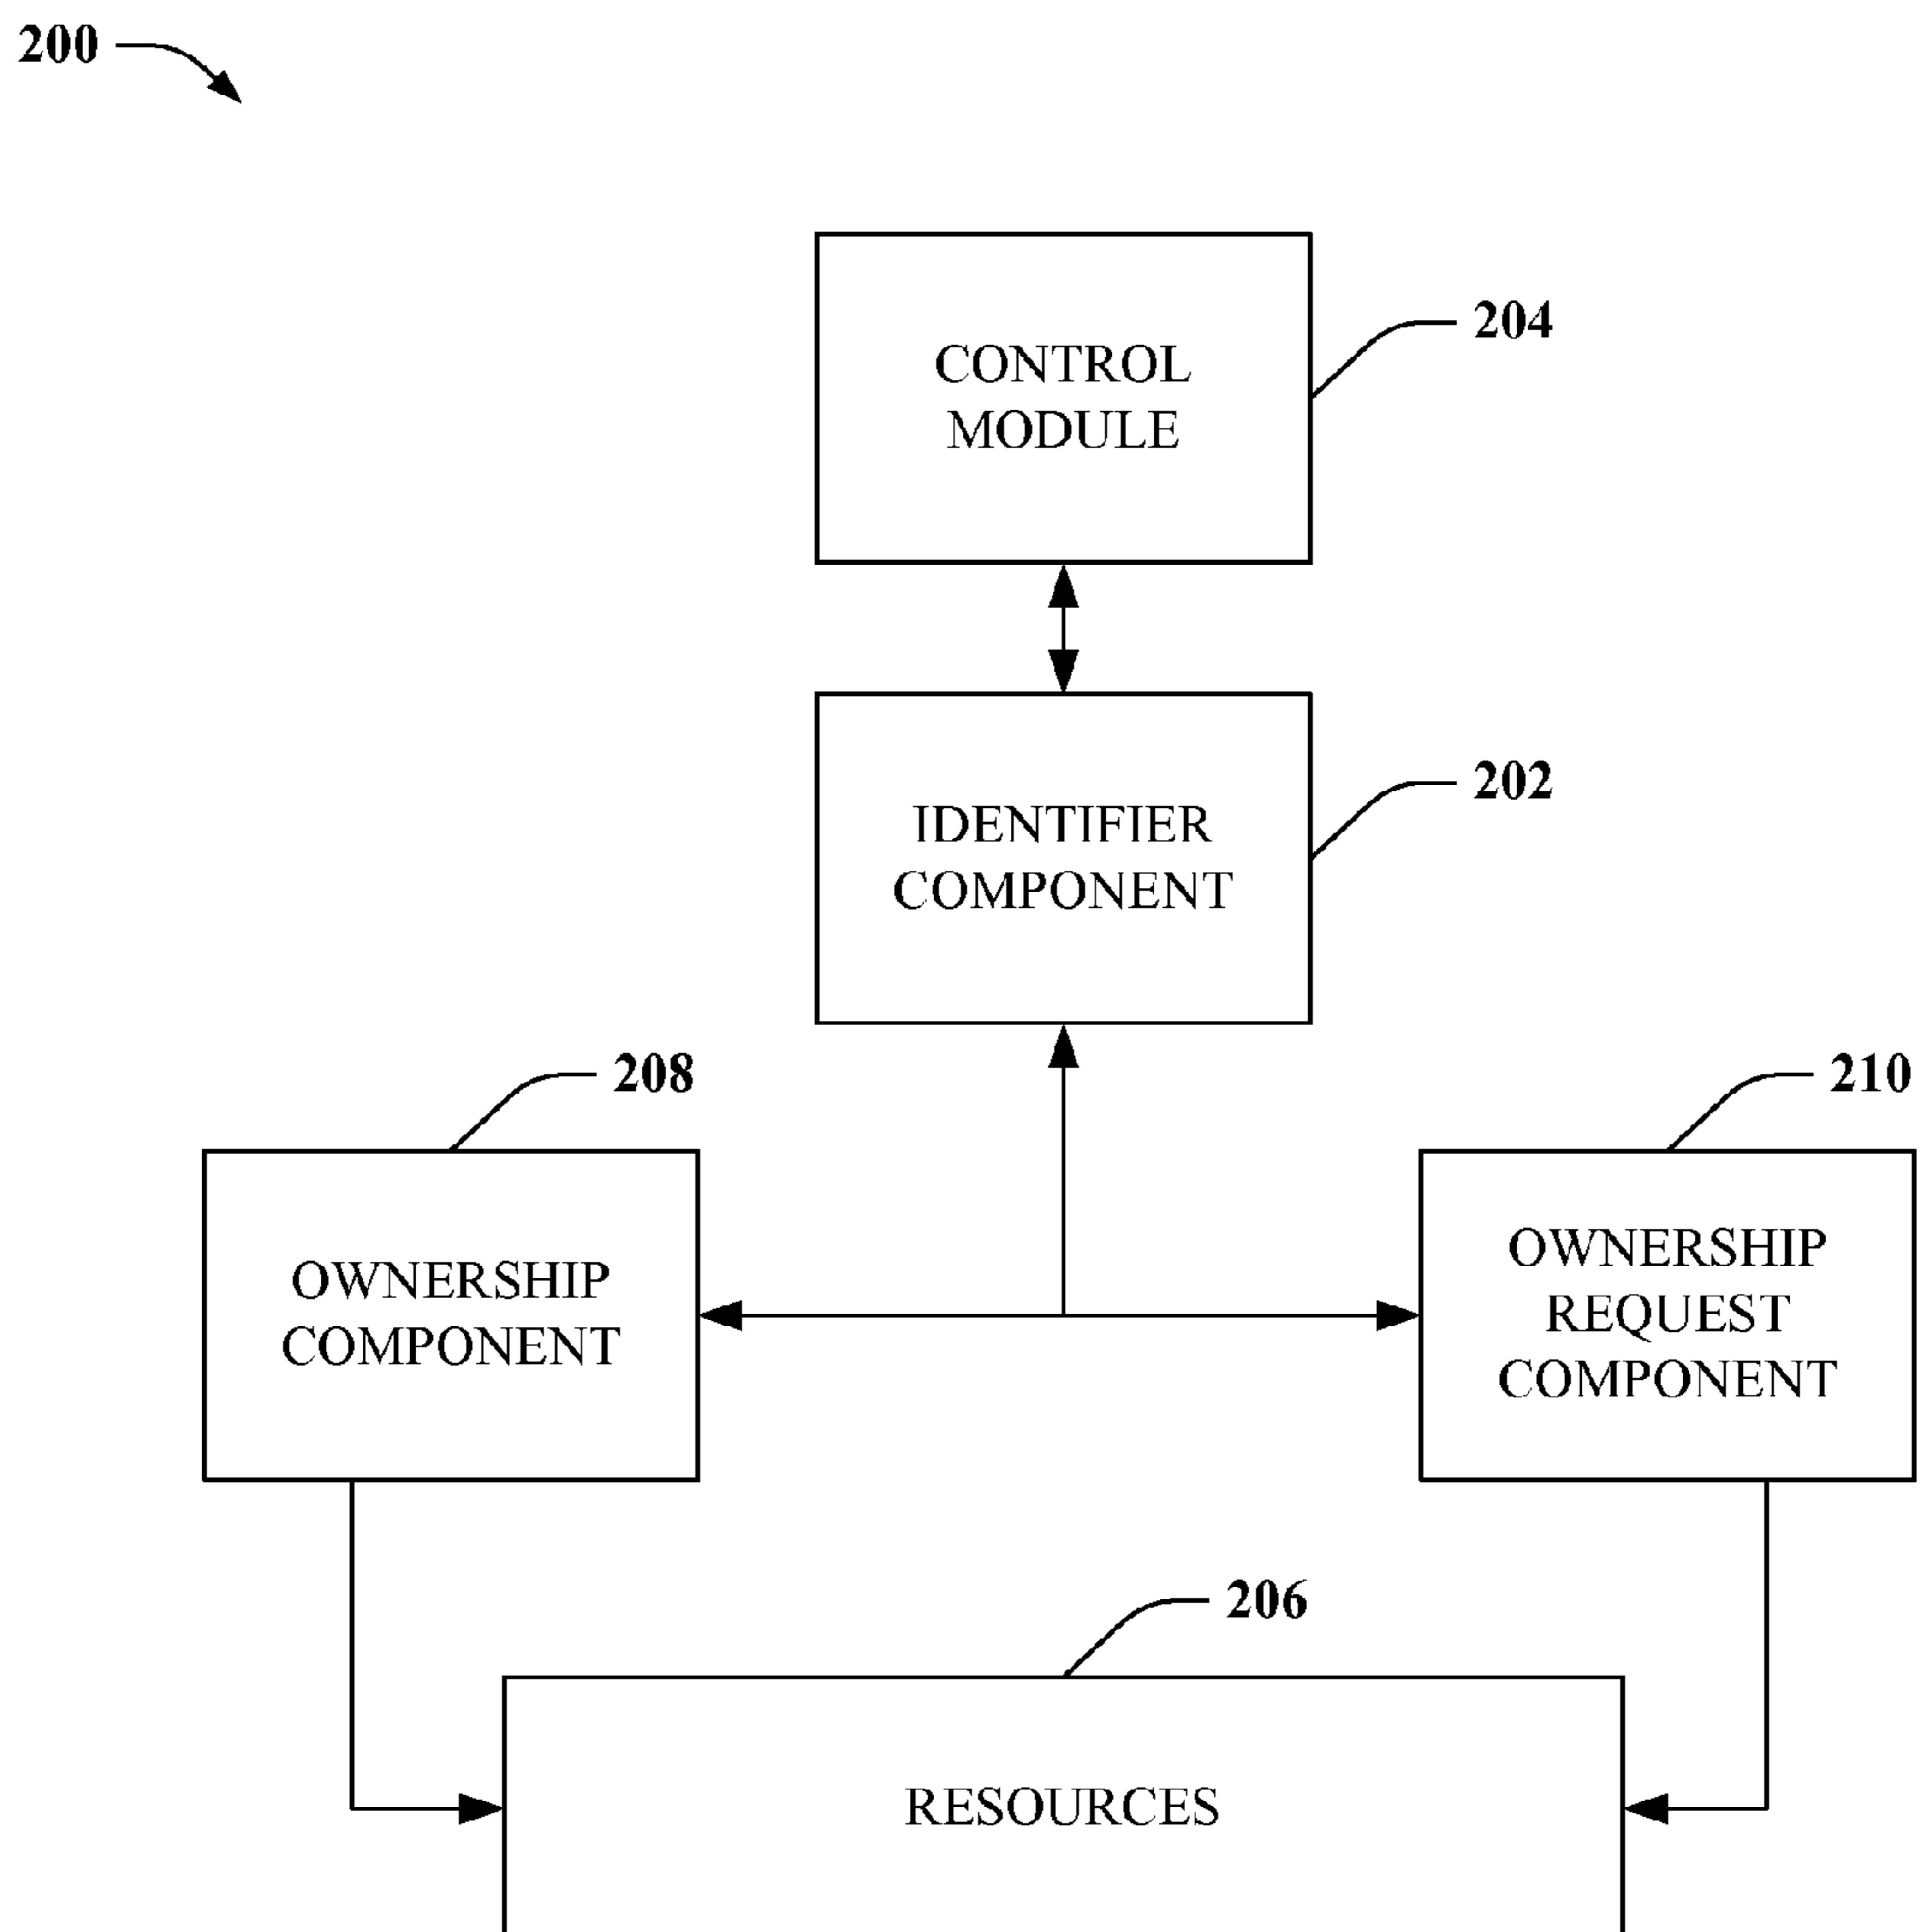 200
204
CONTROL
MODULE
202
IDENTIFIER
COMPONENT
208
210
OWNERSHIP
COMPONENT
OWNERSHIP
REQUEST
COMPONENT
206
RESOURCES